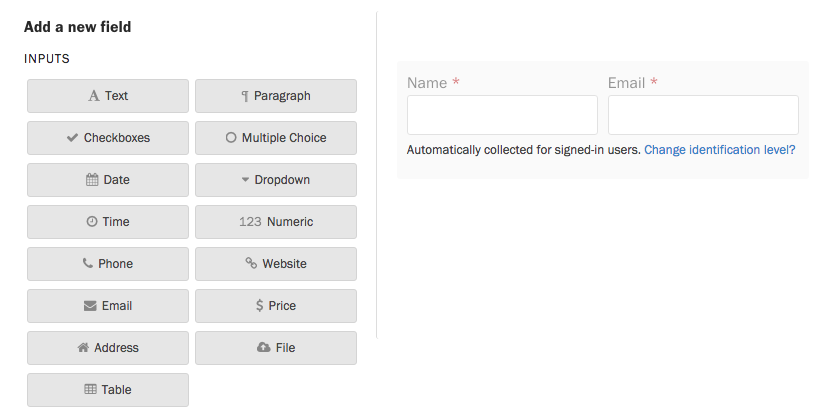 Add a new field
INPUTS
Text
Paragraph
Checkboxes
Multiple Choice
Date
Dropdown
Time
123 Numeric
Phone
Website
Email
$ Price
Address
File
Table
Name *
Email *
Automatically collected for signed-in users. Change identification level?